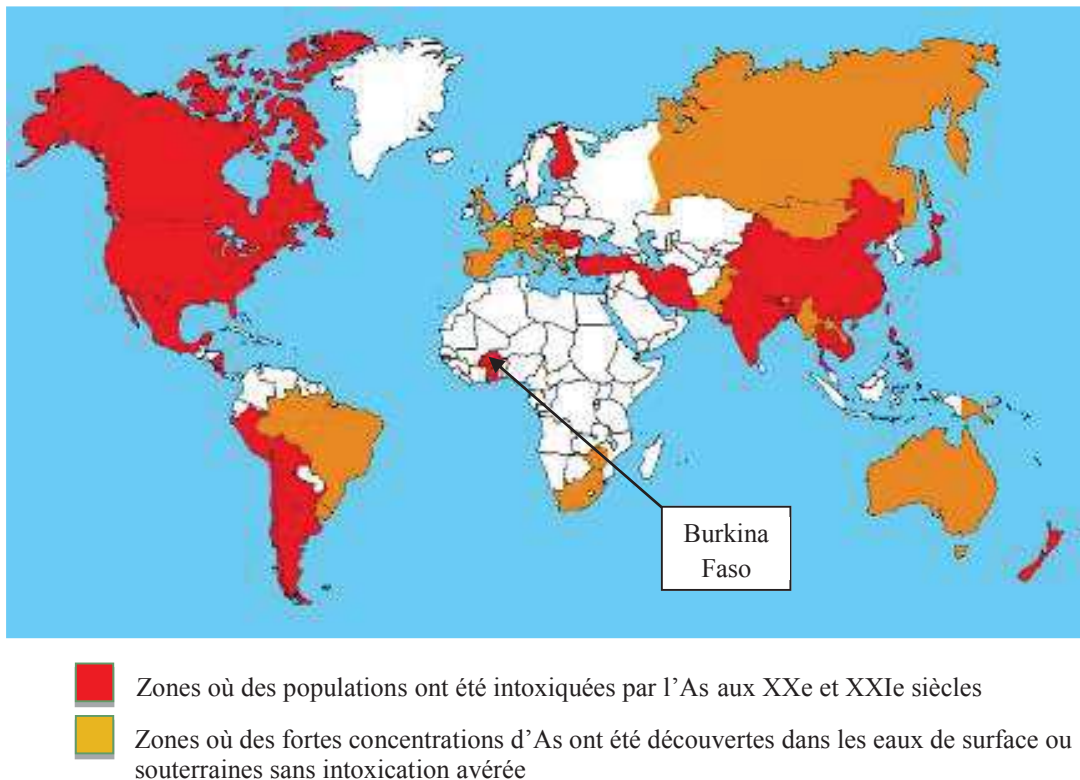 Burkina
Faso
Zones où des populations ont été intoxiquées par l'As aux XXe et XXIe siècles
Zones où des fortes concentrations d'As ont été découvertes dans les eaux de surface ou
souterraines sans intoxication avérée